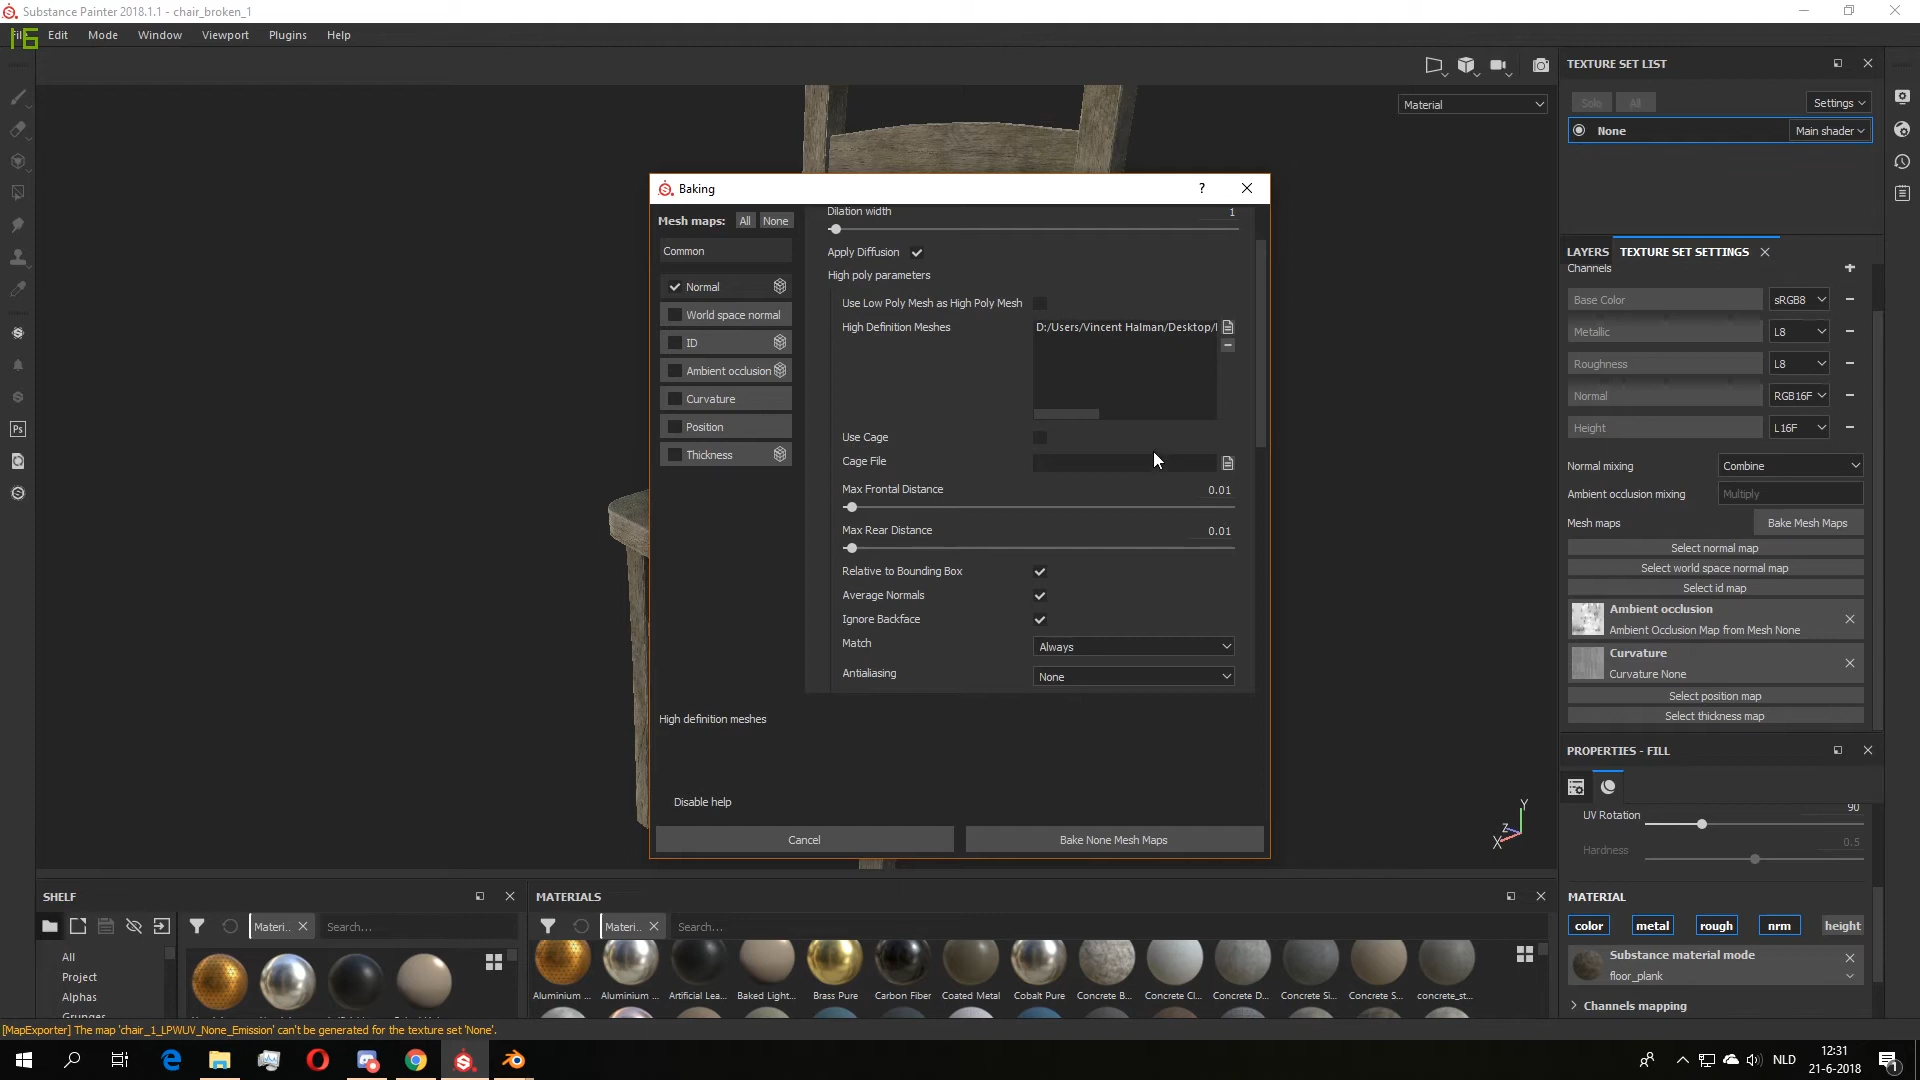 Substance Painter 2018.1.1 - chair_broken_1
16
Edit Mode Window Viewport Plugins Help
Material
TEXTURE SET LIST
Solo All Settings
None Main shader
Baking ?
Mesh maps: All None
Common
Normal
World space normal
ID
Ambient occlusion
Curvature
Position
Thickness
Dilation width 1
Apply Diffusion
High poly parameters
Use Low Poly Mesh as High Poly Mesh
High Definition Meshes D:/Users/Vincent Halman/Desktop/
Use Cage
Cage File
Max Frontal Distance 0.01
Max Rear Distance 0.01
Relative to Bounding Box
Average Normals
Ignore Backface
Match Always
Antialiasing None
High definition meshes
Disable help
Cancel Bake None Mesh Maps
LAYERS TEXTURE SET SETTINGS
Channels
Base Color sRGB8
Metallic L8
Roughness L8
Normal RGB16F
Height L16F
Normal mixing Combine
Ambient occlusion mixing Multiply
Mesh maps Bake Mesh Maps
Select normal map
Select world space normal map
Select id map
Ambient occlusion
Ambient Occlusion Map from Mesh None
Curvature
Curvature None
Select position map
Select thickness map
PROPERTIES - FILL
90
UV Rotation
0.5
Hardness
MATERIAL
color metal rough nrm height
Substance material mode
floor_plank
Channels mapping
Y
Z
X
SHELF
Materi.. Search...
All
Project
Alphas
Grunges
MATERIALS
Materi.. Search...
Aluminium ... Aluminium ... Artificial Lea... Baked Light... Brass Pure Carbon Fiber Coated Metal Cobalt Pure Concrete B... Concrete Cl... Concrete D... Concrete Si... Concrete S... concrete_st...
Ps
[MapExporter] The map 'chair_1_LPWUV_None_Emission' can't be generated for the texture set 'None'.
NLD
12:31
21-6-2018
1